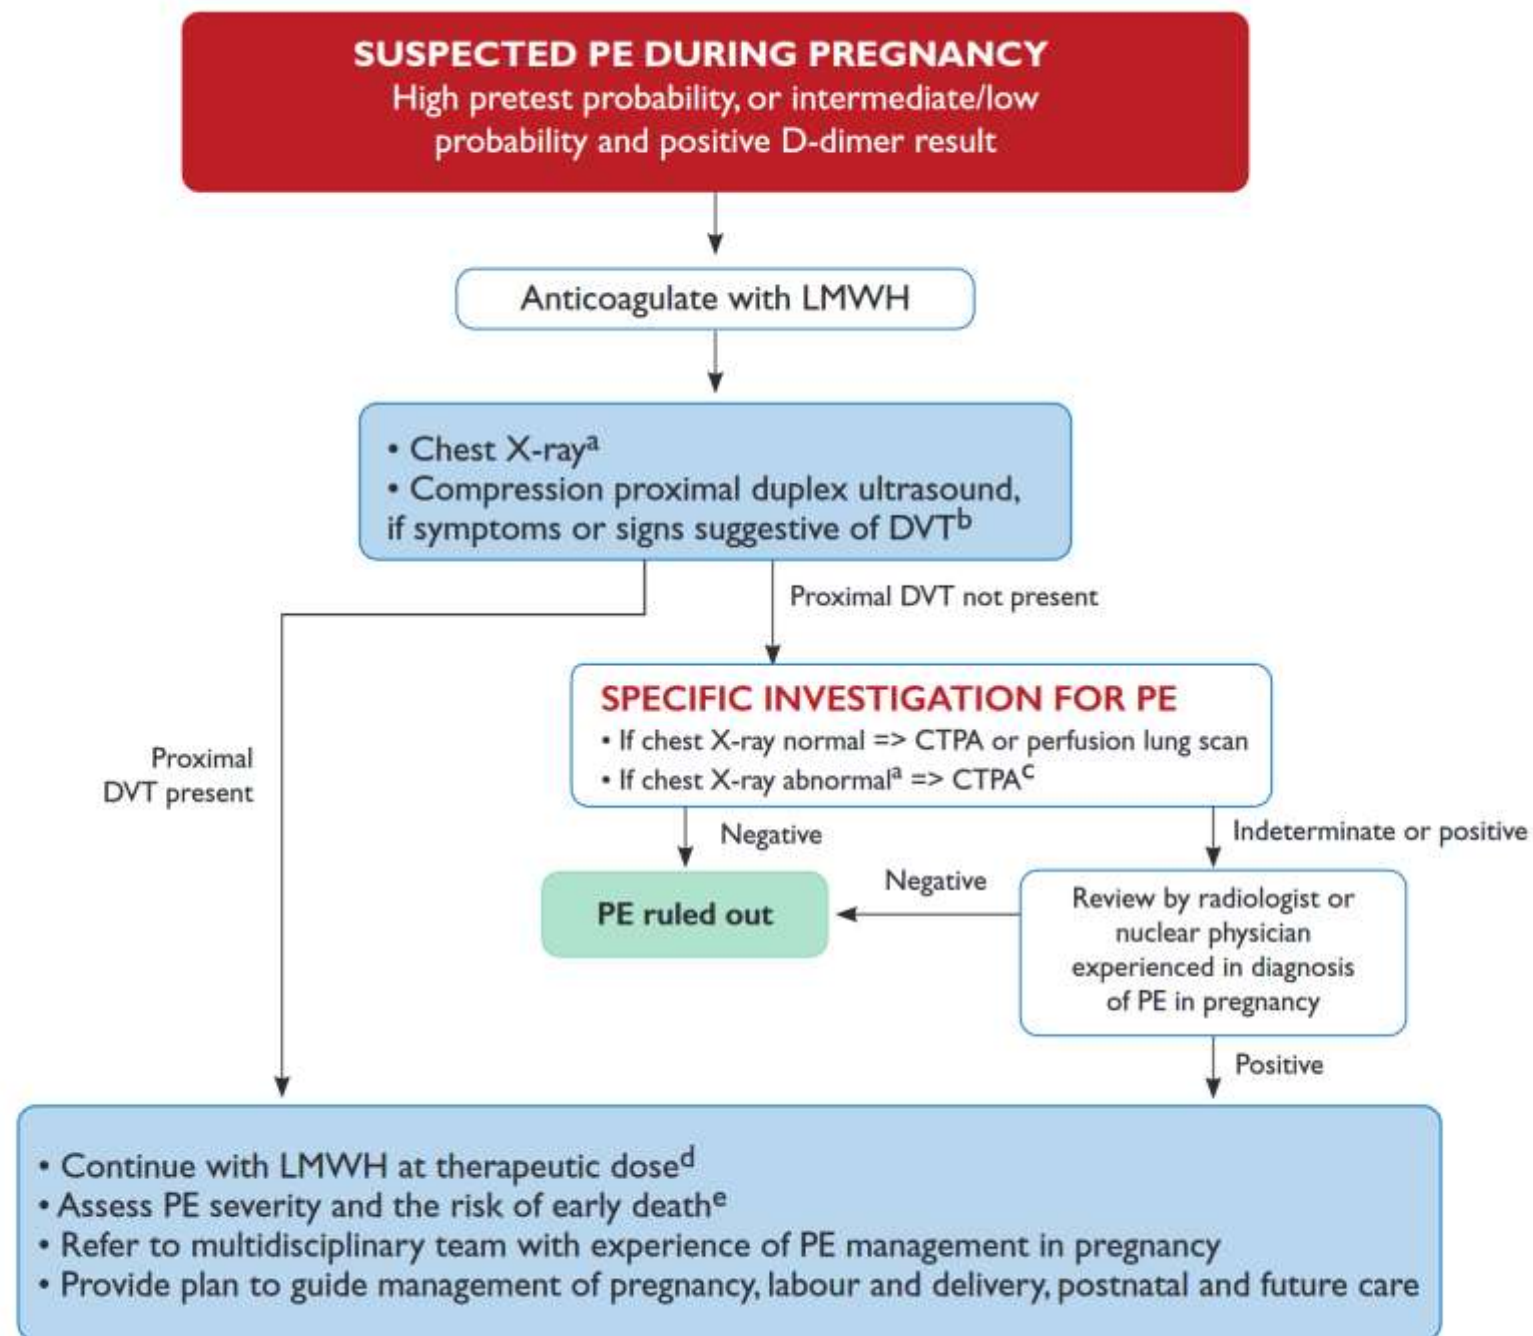 SUSPECTED PE DURING PREGNANCY
High pretest probability, or intermediate/low
probability and positive D-dimer result
Anticoagulate with LMWH
• Chest X-rayᵃ
• Compression proximal duplex ultrasound,
if symptoms or signs suggestive of DVTᵇ
Proximal DVT not present
Proximal
DVT present
SPECIFIC INVESTIGATION FOR PE
• If chest X-ray normal => CTPA or perfusion lung scan
• If chest X-ray abnormalᵃ => CTPAᶜ
Negative
Indeterminate or positive
PE ruled out
Negative
Review by radiologist or
nuclear physician
experienced in diagnosis
of PE in pregnancy
Positive
• Continue with LMWH at therapeutic doseᵈ
• Assess PE severity and the risk of early deathᵉ
• Refer to multidisciplinary team with experience of PE management in pregnancy
• Provide plan to guide management of pregnancy, labour and delivery, postnatal and future care